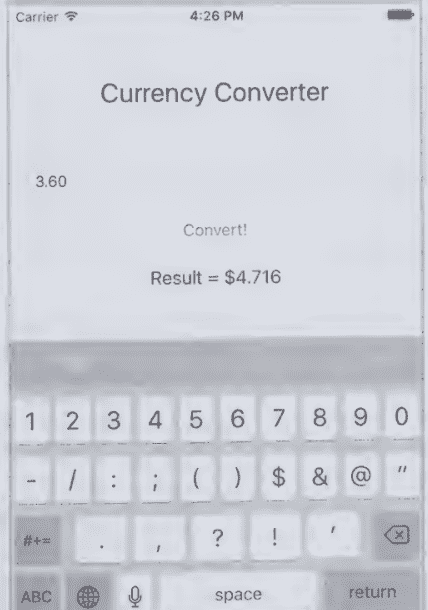 Carrier 4:26 PM
Currency Converter
3.60
Convert!
Result = $4.716
1 2 3 4 5 6 7 8 9 0
- / : ; ( ) $ & @ "
#+= . , ? ! '
ABC space return